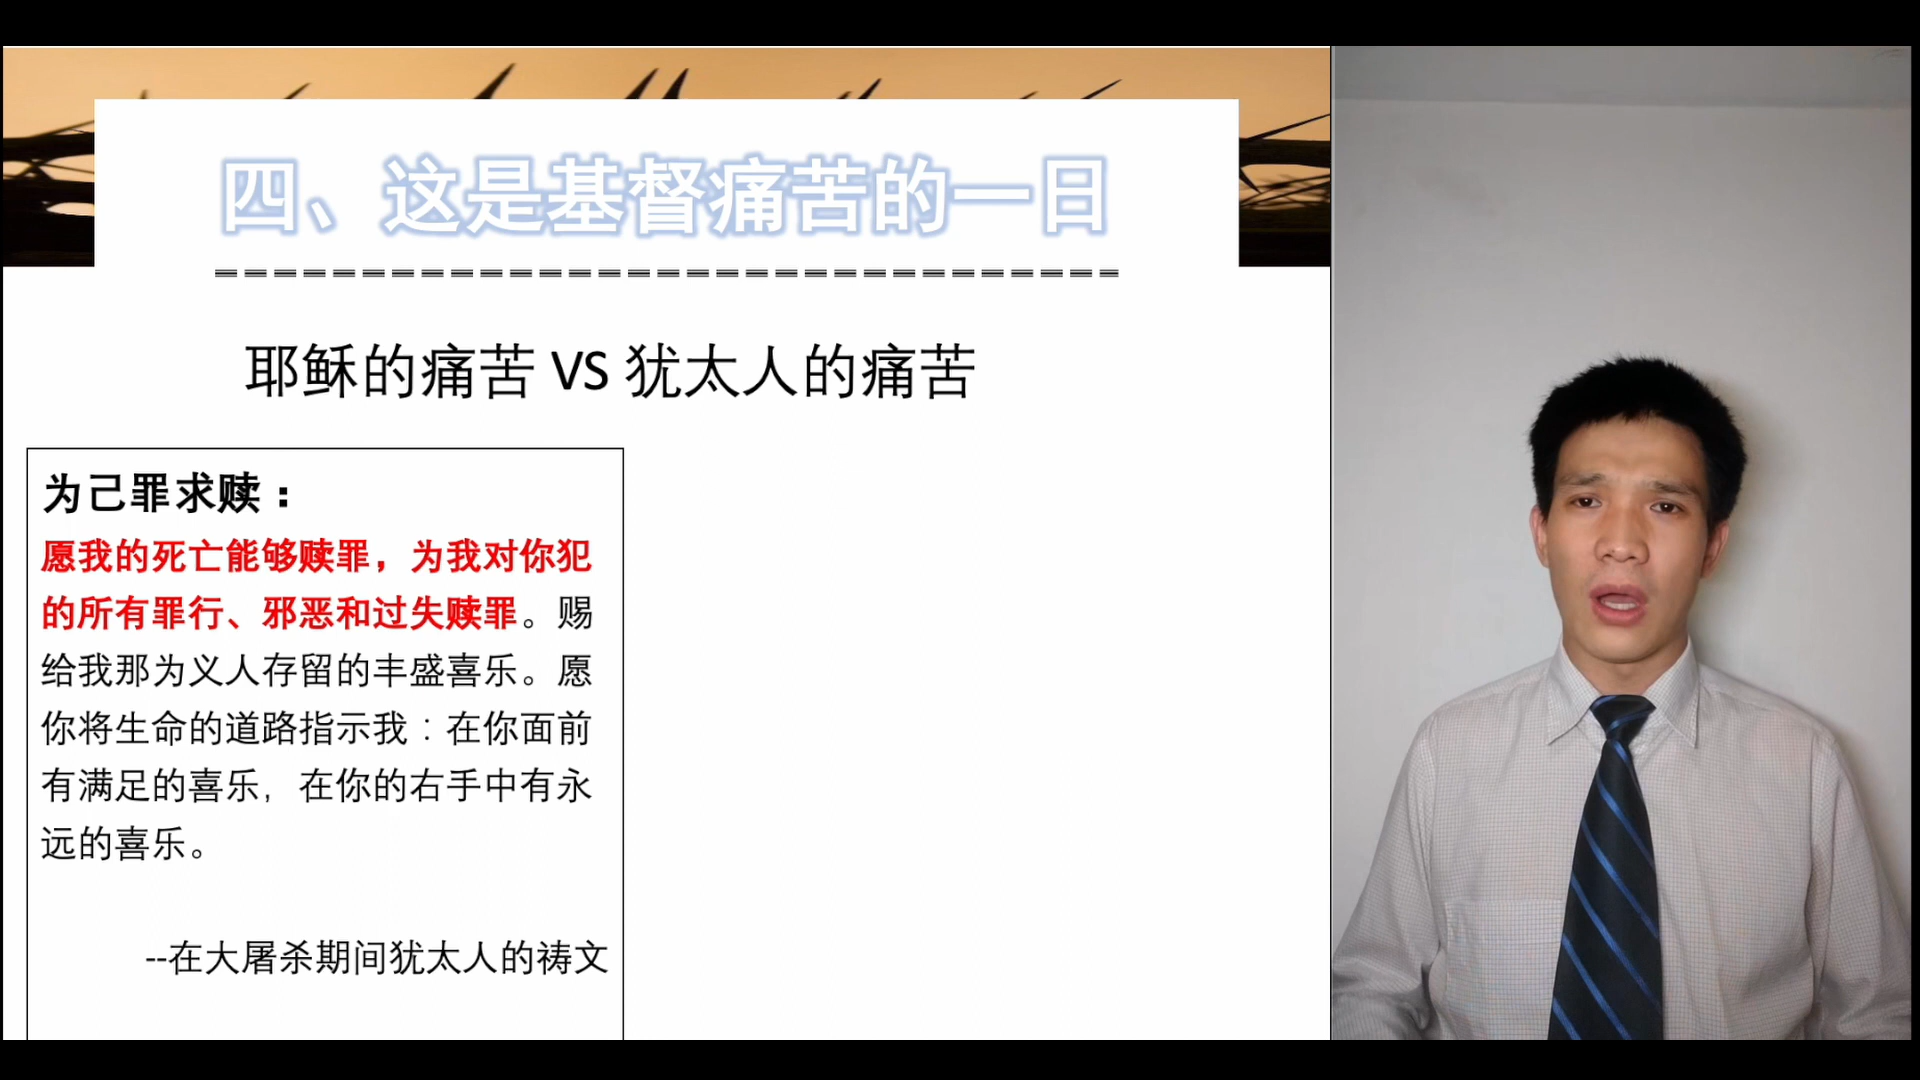 四、这是基督痛苦的一日
耶稣的痛苦 VS 犹太人的痛苦
为己罪求赎：
愿我的死亡能够赎罪，为我对你犯
的所有罪行、邪恶和过失赎罪。赐
给我那为义人存留的丰盛喜乐。愿
你将生命的道路指示我：在你面前
有满足的喜乐，在你的右手中有永
远的喜乐。
--在大屠杀期间犹太人的祷文